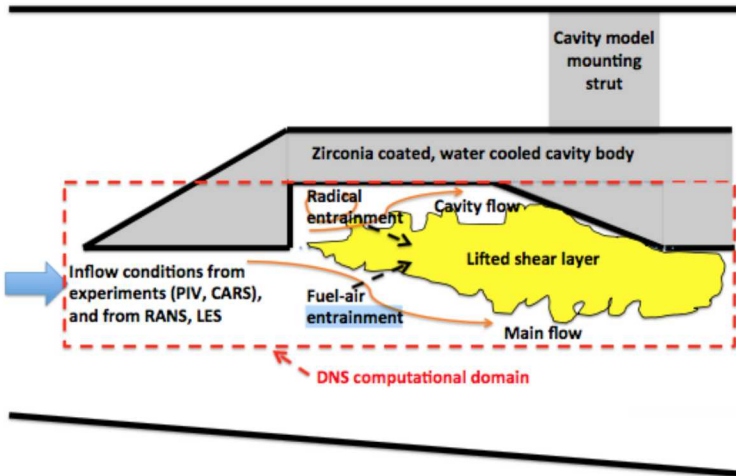 Cavity model
mounting
strut
Zirconia coated, water cooled cavity body
Radical
entrainment
Cavity flow
Lifted shear layer
Inflow conditions from
experiments (PIV, CARS),
and from RANS, LES
Fuel-air
entrainment
Main flow
DNS computational domain